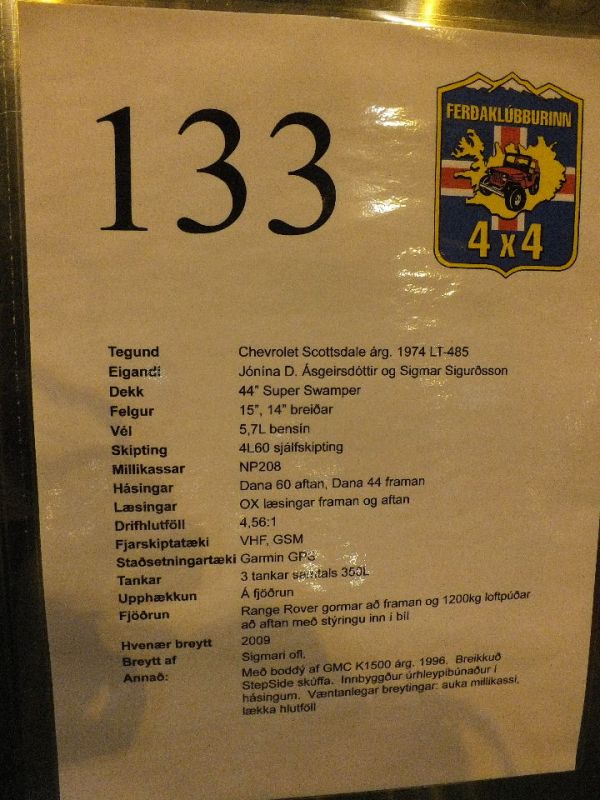 133
FERÐAKLÚBBURINN
4x4
Tegund Chevrolet Scottsdale árg. 1974 LT-485
Eigandi Jónína D. Ásgeirsdóttir og Sigmar Sigurðsson
Dekk 44” Super Swamper
Felgur 15”, 14” breiðar
Vél 5,7L bensín
Skipting 4L60 sjálfskipting
Millikassar NP208
Hásingar Dana 60 aftan, Dana 44 framan
Læsingar OX læsingar framan og aftan
Drifhlutföll 4,56:1
Fjarskiptatæki VHF, GSM
Staðsetningartæki Garmin GPS
Tankar 3 tankar samtals 350L
Upphækkun Á fjöðrun
Fjöðrun Range Rover gormar að framan og 1200kg loftpúðar
að aftan með stýringu inn í bíl
Hvenær breytt 2009
Breytt af Sigmari ofl.
Annað: Með boddý af GMC K1500 árg. 1996. Breikkuð
StepSide skúffa. Innbyggður úrhleypibúnaður í
hásingum. Væntanlegar breytingar: auka millikassi,
lækka hlutföll